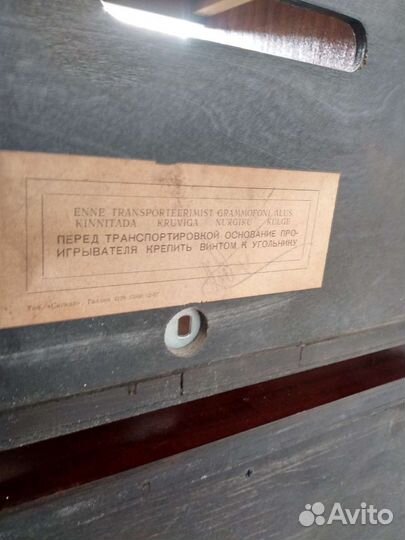 ENNE TRANSPORTEERIMIST GRAMMOFONI ALUS
KINNITADA KRUVIGA NURGIKU KÜLGE
ПЕРЕД ТРАНСПОРТИРОВКОЙ ОСНОВАНИЕ ПРО-
ИГРЫВАТЕЛЯ КРЕПИТЬ ВИНТОМ К УГОЛЬНИКУ
Avito